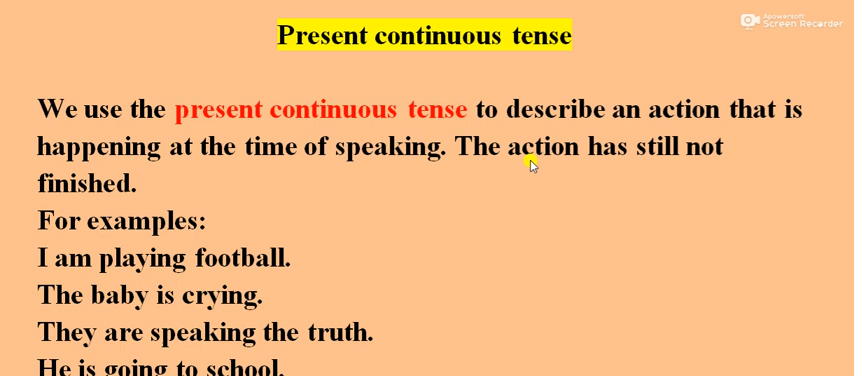 Apowersoft
Screen Recorder
Present continuous tense
We use the present continuous tense to describe an action that is
happening at the time of speaking. The action has still not
finished.
For examples:
I am playing football.
The baby is crying.
They are speaking the truth.
He is going to school.